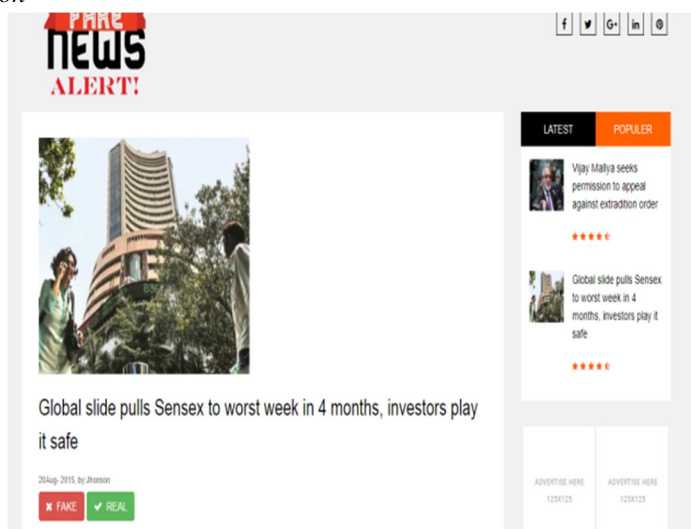 on
FAKE
NEWS
ALERT!
f
G+
in
LATEST
POPULER
Vijay Mallya seeks
permission to appeal
against extradition order
Global slide pulls Sensex
to worst week in 4
months, investors play it
safe
BSE
Global slide pulls Sensex to worst week in 4 months, investors play
it safe
20Aug- 2015, by Jhonson
✖ FAKE
✔ REAL
ADVERTISE HERE
125X125
ADVERTISE HERE
125X125